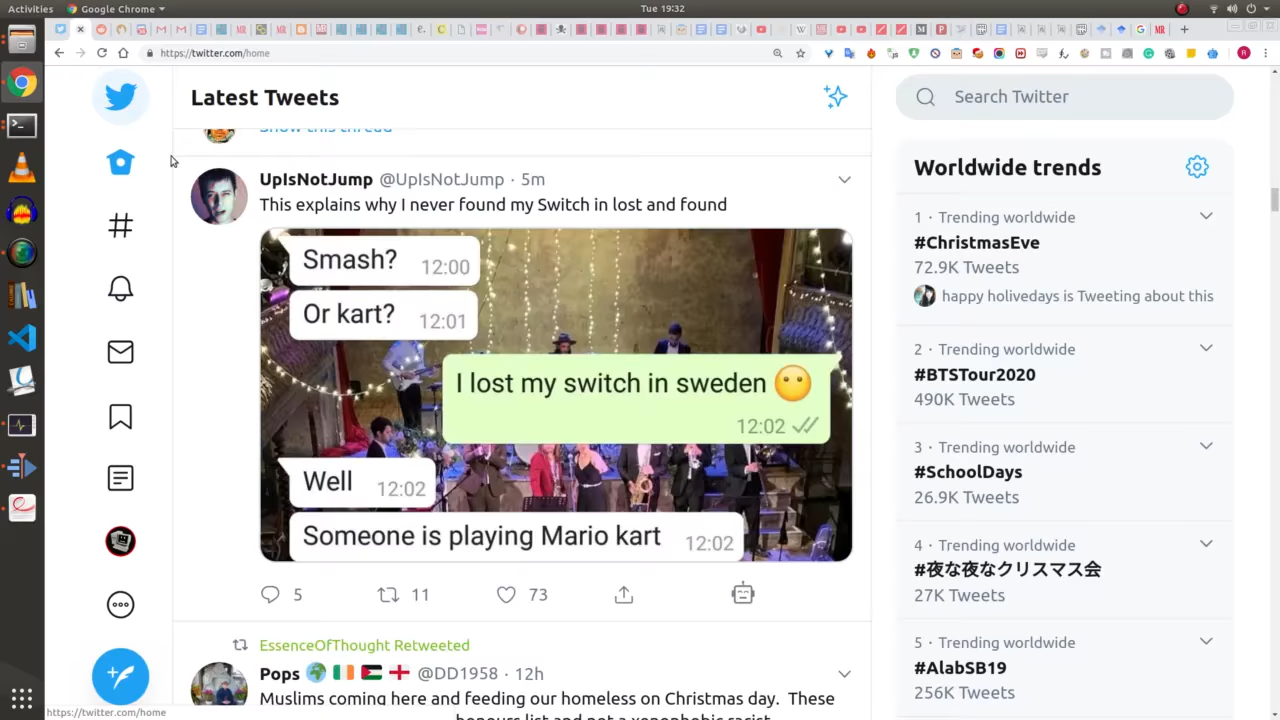 Activities
Google Chrome
Tue 19:32
https://twitter.com/home
Latest Tweets
Search Twitter
Show this thread
UpIsNotJump @UpIsNotJump · 5m
This explains why I never found my Switch in lost and found
Smash? 12:00
Or kart? 12:01
I lost my switch in sweden 😶
12:02
Well 12:02
Someone is playing Mario kart 12:02
5 11 73
EssenceOfThought Retweeted
Pops @DD1958 · 12h
Muslims coming here and feeding our homeless on Christmas day. These
honours list and not a xenophobic racist
Worldwide trends
1 · Trending worldwide
#ChristmasEve
72.9K Tweets
happy holivedays is Tweeting about this
2 · Trending worldwide
#BTSTour2020
490K Tweets
3 · Trending worldwide
#SchoolDays
26.9K Tweets
4 · Trending worldwide
#夜な夜なクリスマス会
27K Tweets
5 · Trending worldwide
#AlabSB19
256K Tweets
https://twitter.com/home